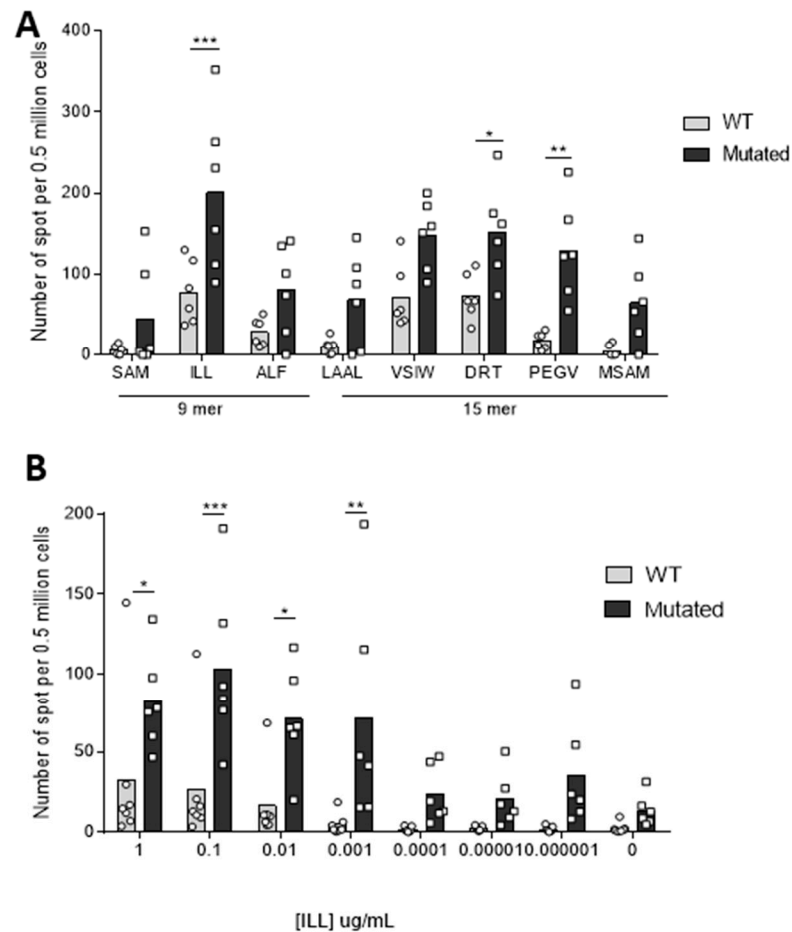 A
Number of spot per 0.5 million cells
400
300
200
100
0
***
*
**
WT
Mutated
SAM ILL ALF LAAL VSIW DRT PEGV MSAM
9 mer 15 mer
B
Number of spot per 0.5 million cells
200
150
100
50
0
*
***
*
**
WT
Mutated
1 0.1 0.01 0.001 0.0001 0.00001 0.000001 0
[ILL] ug/mL